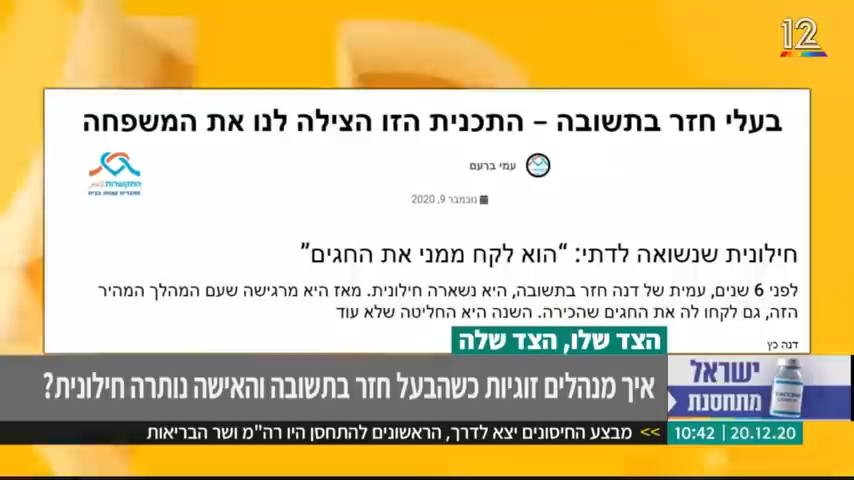 12
בעלי חזר בתשובה – התכנית הזו הצילה לנו את המשפחה
עמי ברעם
התקשרות
נובמבר 9, 2020
חילונית שנשואה לדתי: "הוא לקח ממני את החגים"
לפני 6 שנים, עמית של דנה חזר בתשובה, היא נשארה חילונית. מאז היא מרגישה שעם המהלך המהיר
הזה, גם לקחו לה את החגים שהכירה. השנה היא החליטה שלא עוד
דנה כץ
הצד שלו, הצד שלה
איך מנהלים זוגיות כשהבעל חזר בתשובה והאישה נותרה חילונית?
ישראל
מתחסנת
VACCINE
10:42 | 20.12.20
>> מבצע החיסונים יצא לדרך, הראשונים להתחסן היו רה"מ ושר הבריאות